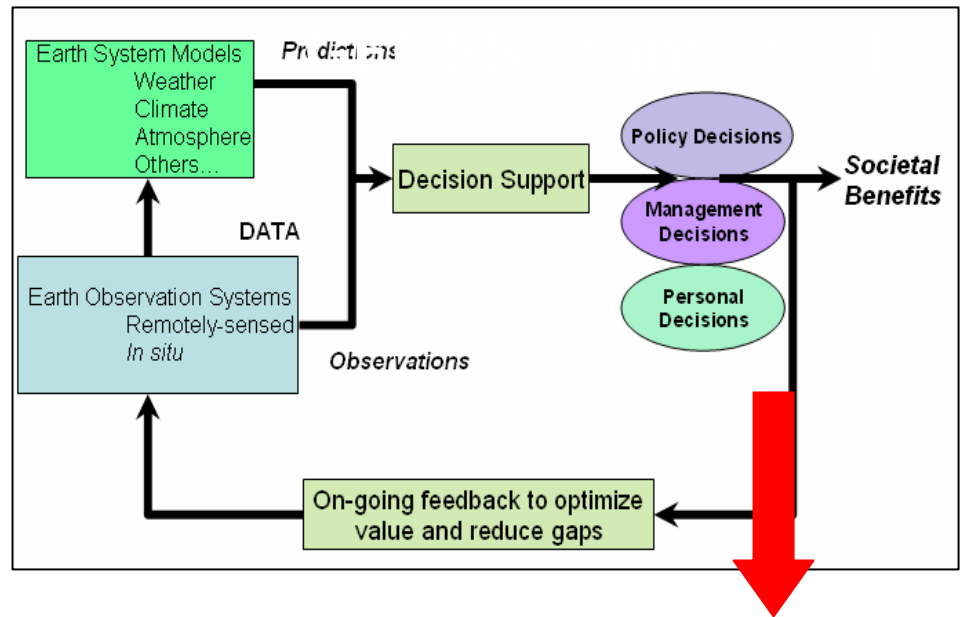 Earth System Models
Weather
Climate
Atmosphere
Others...
Predictions
DATA
Earth Observation Systems
Remotely-sensed
In situ
Observations
Decision Support
Policy Decisions
Management
Decisions
Personal
Decisions
Societal
Benefits
On-going feedback to optimize
value and reduce gaps